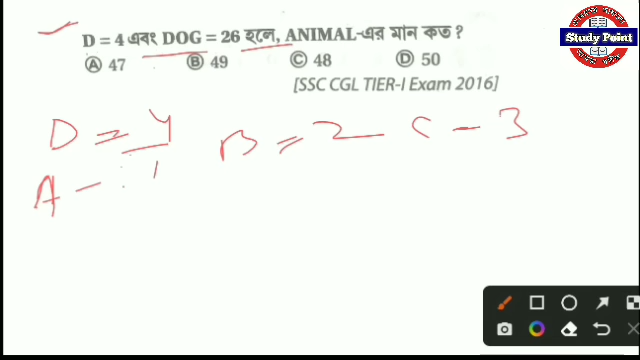 D = 4 এবং DOG = 26 হলে, ANIMAL-এর মান কত ?
Ⓐ 47 Ⓑ 49 Ⓒ 48 Ⓓ 50
[SSC CGL TIER-I Exam 2016]
Study Point
D = 4 B = 2 C - 3
A - 1